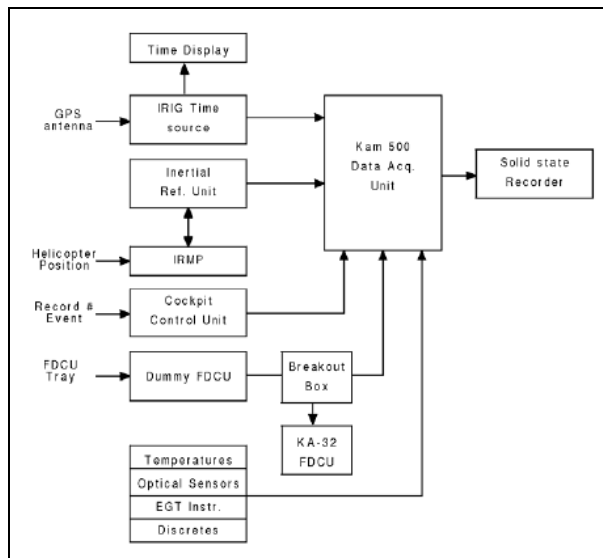 Time Display
GPS
antenna
IRIG Time
source
Kam 500
Data Acq.
Unit
Solid state
Recorder
Inertial
Ref. Unit
Helicopter
Position
IRMP
Record #
Event
Cockpit
Control Unit
FDCU
Tray
Dummy FDCU
Breakout
Box
KA-32
FDCU
Temperatures
Optical Sensors
EGT Instr.
Discretes